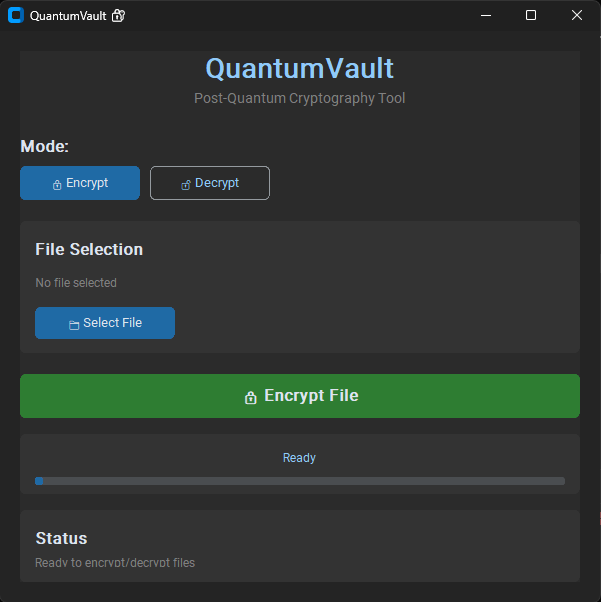 QuantumVault
QuantumVault
Post-Quantum Cryptography Tool
Mode:
Encrypt
Decrypt
File Selection
No file selected
Select File
Encrypt File
Ready
Status
Ready to encrypt/decrypt files